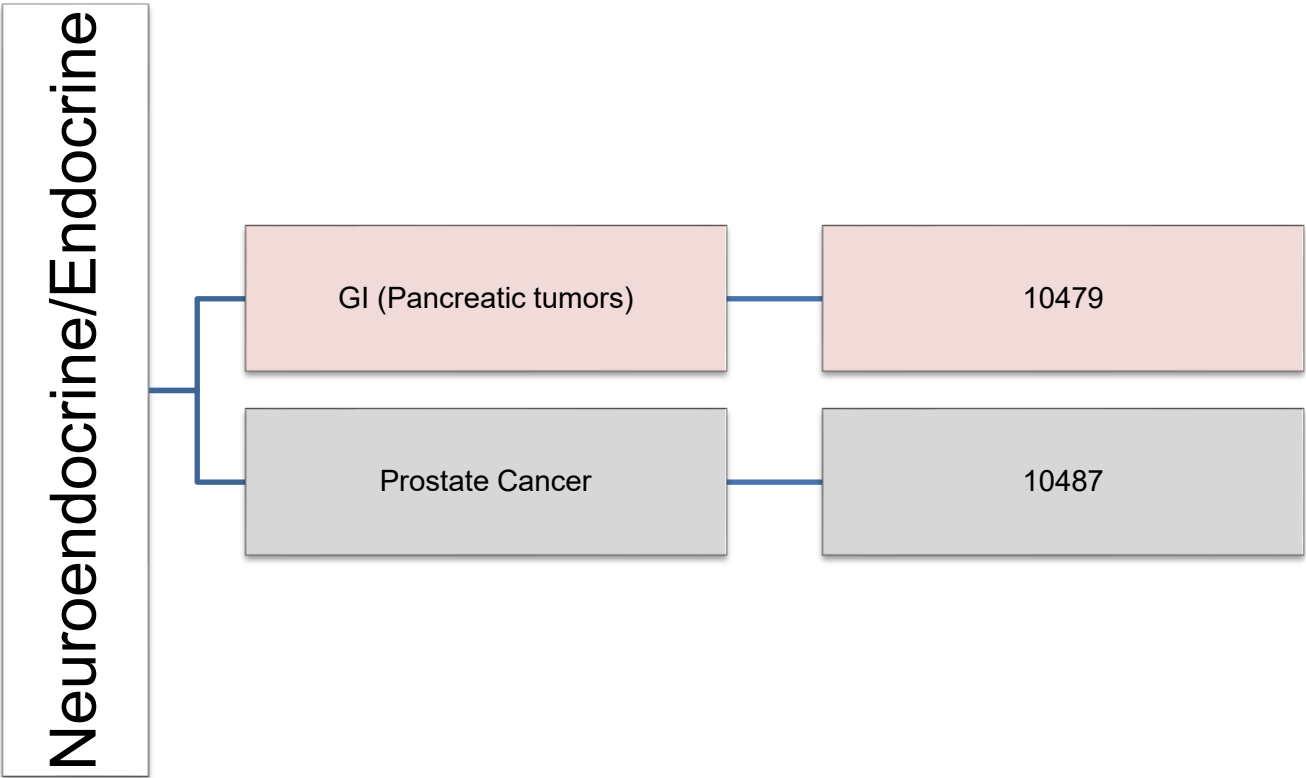 Neuroendocrine/Endocrine
GI (Pancreatic tumors)
10479
Prostate Cancer
10487